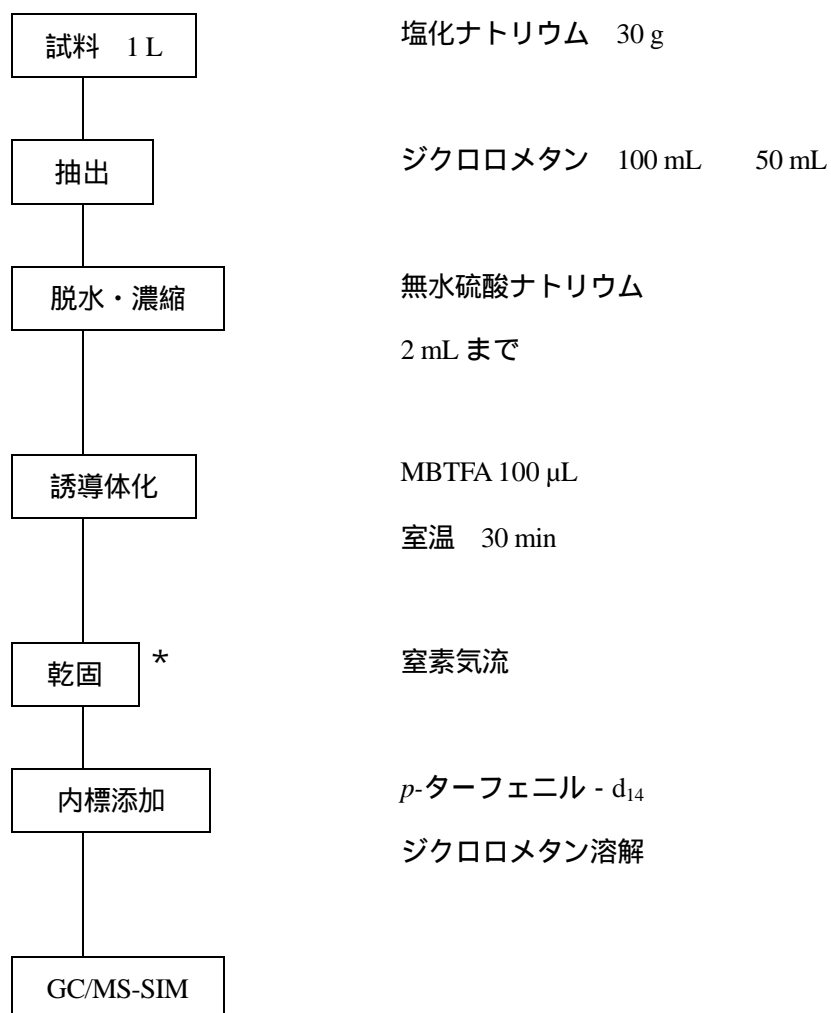 試料　1 L　　塩化ナトリウム　30 g
抽出　　ジクロロメタン　100 mL　　50 mL
脱水・濃縮　　無水硫酸ナトリウム
2 mL まで
誘導体化　　MBTFA 100 μL
室温　30 min
乾固 *　　窒素気流
内標添加　　p-ターフェニル - d₁₄
ジクロロメタン溶解
GC/MS-SIM